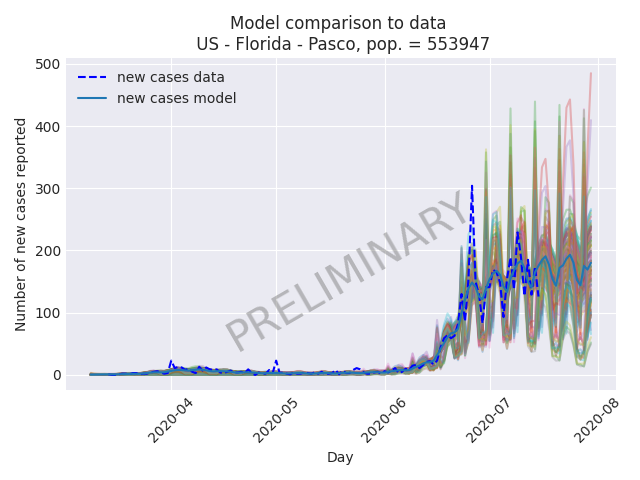 Model comparison to data
US - Florida - Pasco, pop. = 553947
new cases data
new cases model
PRELIMINARY
Number of new cases reported
500
400
300
200
100
0
2020-04
2020-05
2020-06
2020-07
2020-08
Day